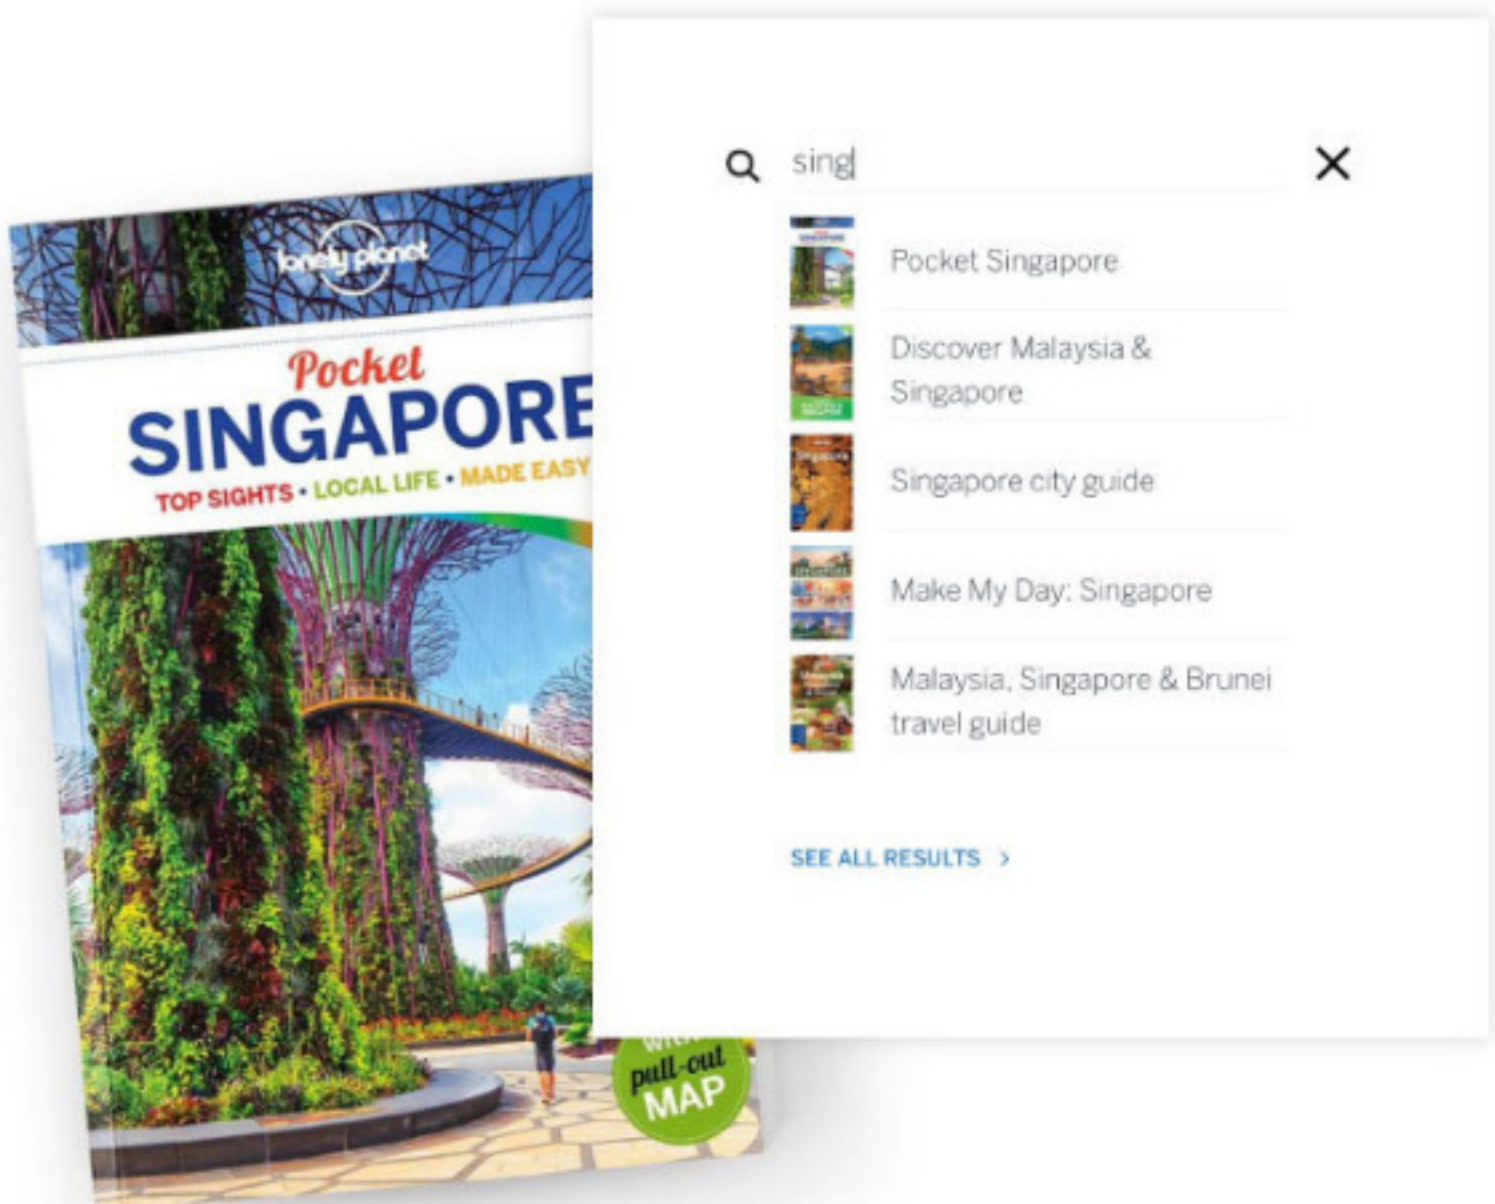 lonely planet
Pocket
SINGAPORE
TOP SIGHTS • LOCAL LIFE • MADE EASY
with
pull-out
MAP
sing
Pocket Singapore
Discover Malaysia &
Singapore
Singapore city guide
Make My Day: Singapore
Malaysia, Singapore & Brunei
travel guide
SEE ALL RESULTS >